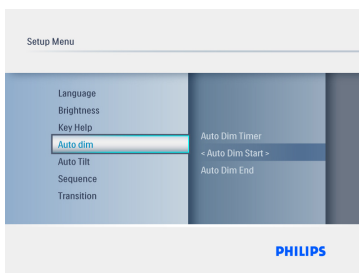 Setup Menu
Language
Brightness
Key Help
Auto dim
Auto Tilt
Sequence
Transition
Auto Dim Timer
< Auto Dim Start >
Auto Dim End
PHILIPS